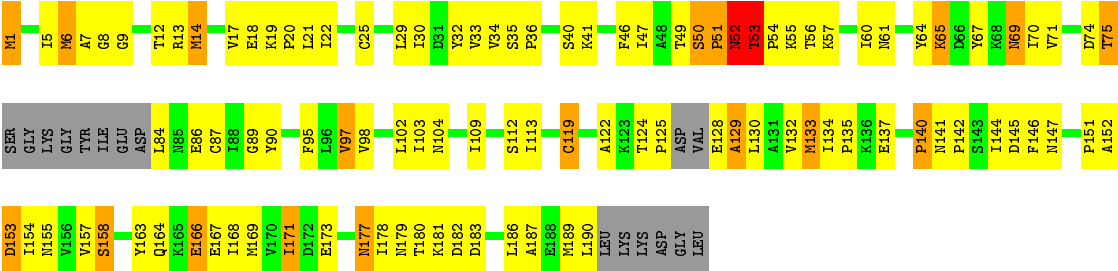 M1 I5 M6 A7 G8 G9 T12 R13 M14 V17 E18 K19 P20 L21 I22 C25 L29 I30 D31 Y32 V33 V34 S35 P36 S40 K41 F46 I47 A48 T49 S50 P51 N52 T53 P54 K55 T56 K57 I60 N61 Y64 K65 D66 Y67 K68 N69 I70 V71 D74 T75
SER GLY LYS GLY TYR ILE GLU ASP L84 N85 E86 C87 I88 G89 Y90 F95 L96 V97 V98 L102 I103 N104 I109 S112 I113 C119 A122 K123 T124 P125 ASP VAL E128 A129 L130 A131 V132 M133 I134 P135 K136 E137 P140 N141 P142 S143 I144 D145 F146 N147 P151 A152
D153 I154 N155 V156 V157 S158 Y163 Q164 K165 E166 E167 I168 M169 V170 I171 D172 E173 N177 I178 N179 T180 K181 D182 D183 L186 A187 E188 M189 L190 LEU LYS LYS ASP GLY LEU